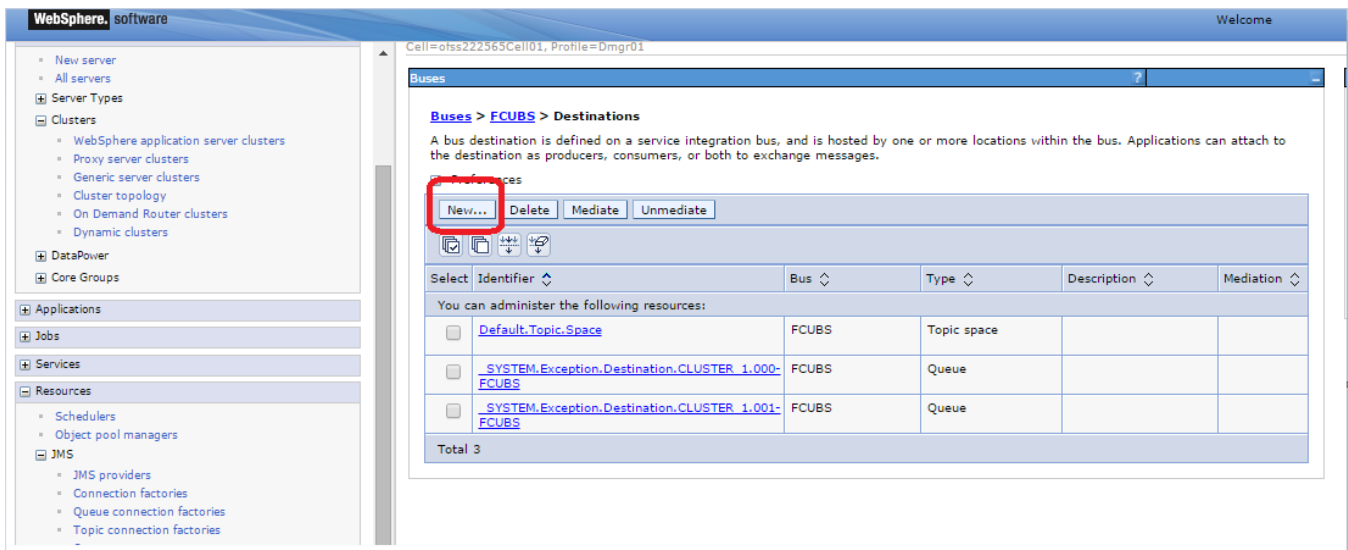 WebSphere. software
Welcome
New server
All servers
Server Types
Clusters
WebSphere application server clusters
Proxy server clusters
Generic server clusters
Cluster topology
On Demand Router clusters
Dynamic clusters
DataPower
Core Groups
Applications
Jobs
Services
Resources
Schedulers
Object pool managers
JMS
JMS providers
Connection factories
Queue connection factories
Topic connection factories
Cell=ofss222565Cell01, Profile=Dmgr01
Buses ?
Buses > FCUBS > Destinations
A bus destination is defined on a service integration bus, and is hosted by one or more locations within the bus. Applications can attach to
the destination as producers, consumers, or both to exchange messages.
Preferences
New... Delete Mediate Unmediate
Select Identifier Bus Type Description Mediation
You can administer the following resources:
Default.Topic.Space FCUBS Topic space
_SYSTEM.Exception.Destination.CLUSTER_1.000- FCUBS Queue
FCUBS
_SYSTEM.Exception.Destination.CLUSTER_1.001- FCUBS Queue
FCUBS
Total 3